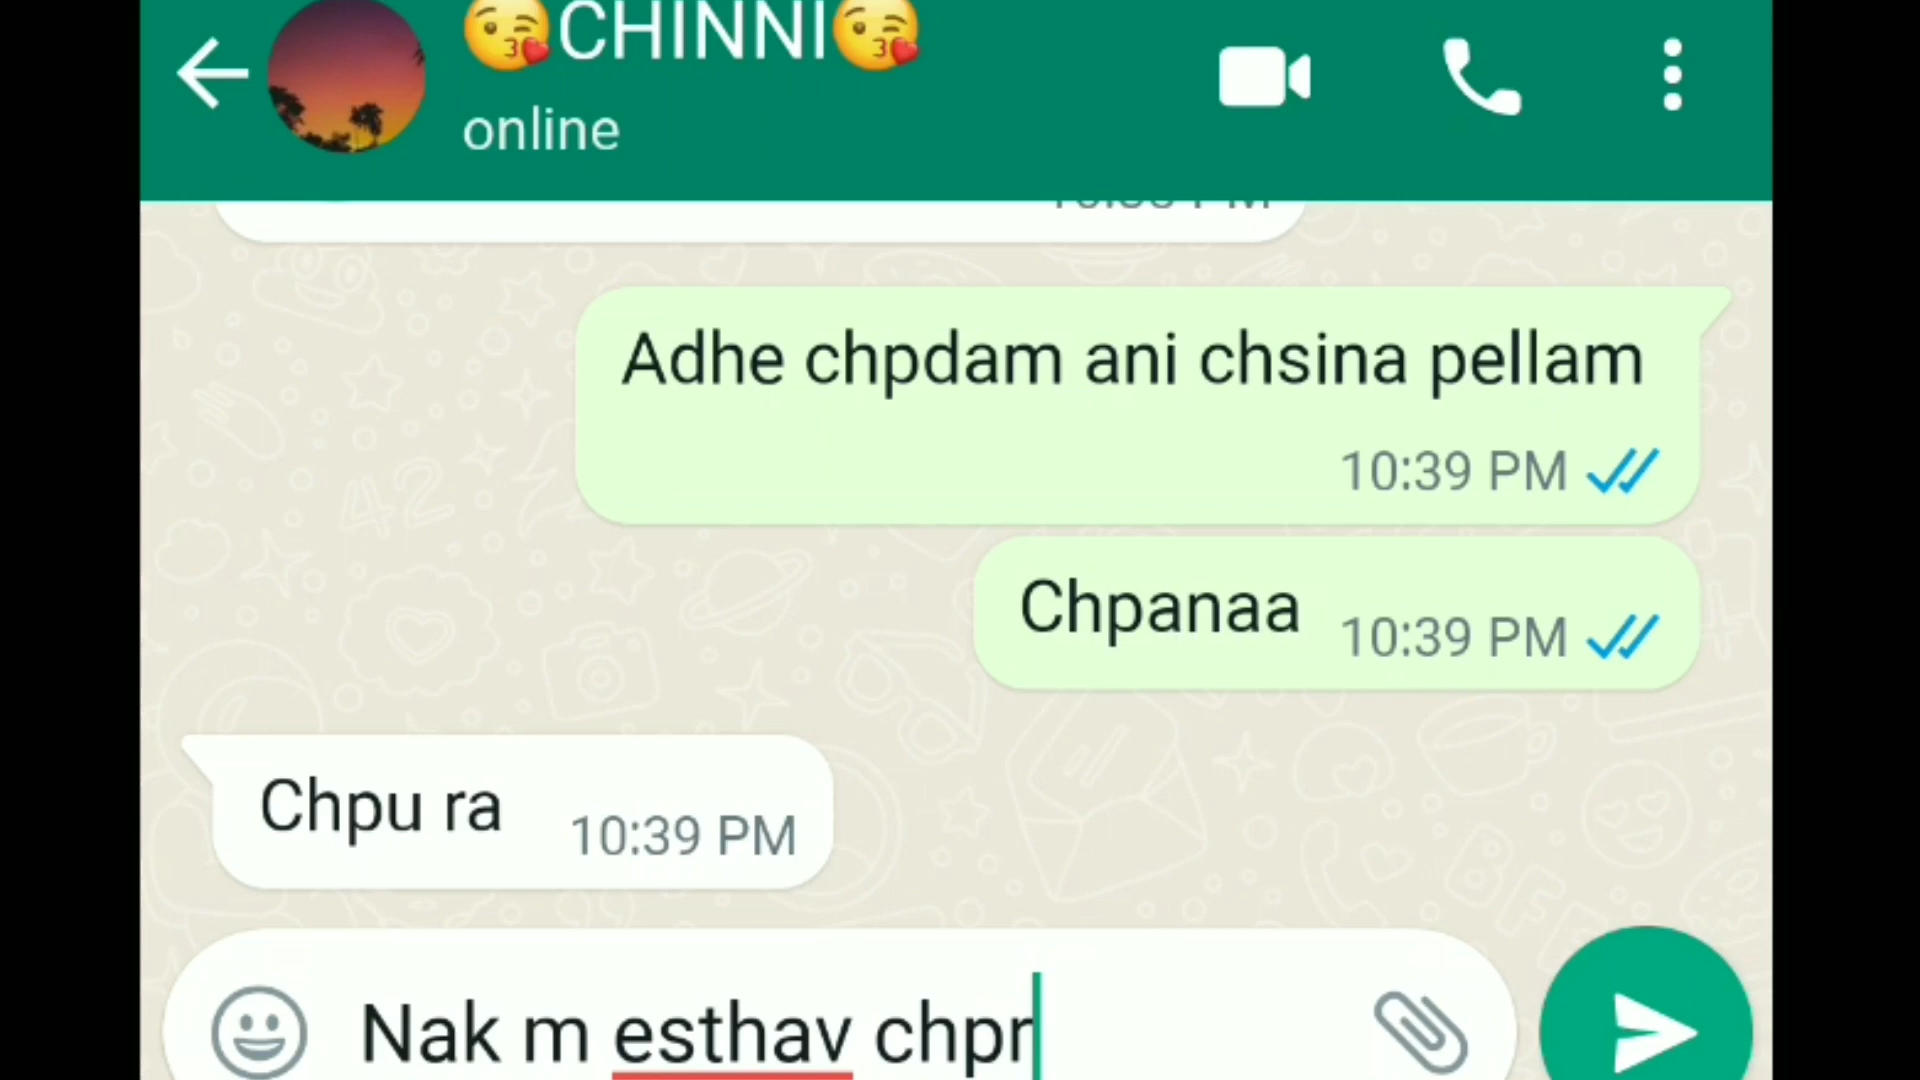 😘CHINNI😘
online
Adhe chpdam ani chsina pellam
10:39 PM
Chpanaa 10:39 PM
Chpu ra 10:39 PM
Nak m esthav chpr